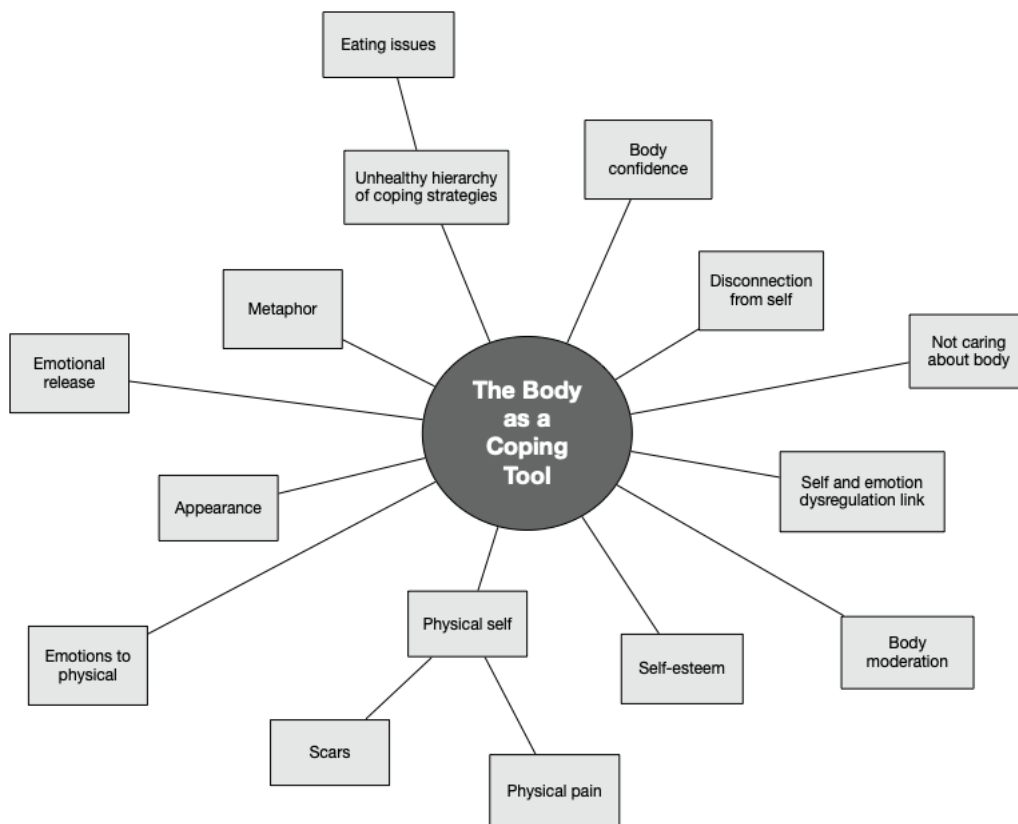 Eating issues
Body
confidence
Unhealthy hierarchy
of coping strategies
Disconnection
from self
Metaphor
Not caring
about body
Emotional
release
The Body
as a
Coping
Tool
Self and emotion
dysregulation link
Appearance
Physical self
Body
moderation
Emotions to
physical
Self-esteem
Scars
Physical pain